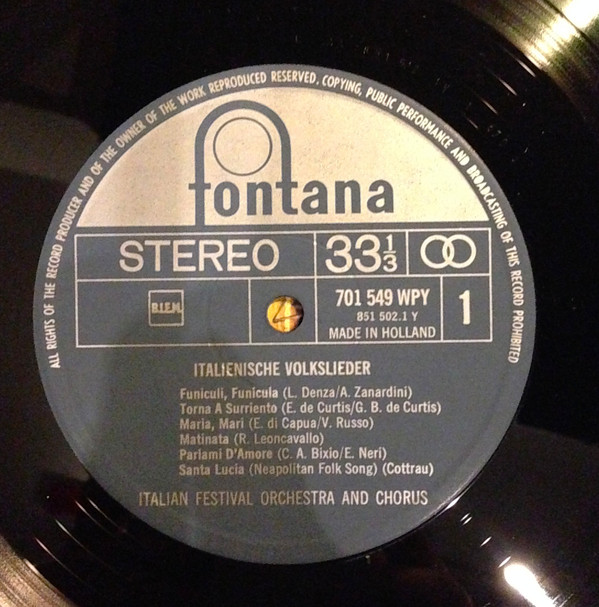 ALL RIGHTS OF THE RECORD PRODUCER AND OF THE OWNER OF THE WORK REPRODUCED RESERVED, COPYING, PUBLIC PERFORMANCE AND BROADCASTING OF THIS RECORD PROHIBITED
fontana
STEREO
33 1/3
B.I.E.M.
701 549 WPY
851 502.1 Y
MADE IN HOLLAND
1
ITALIENISCHE VOLKSLIEDER
Funiculi, Funicula (L. Denza/A. Zanardini)
Torna A Surriento (E. de Curtis/G. B. de Curtis)
Maria, Mari (E. di Capua/V. Russo)
Matinata (R. Leoncavallo)
Parlami D'Amore (C. A. Bixio/E. Neri)
Santa Lucia (Neapolitan Folk Song) (Cottrau)
ITALIAN FESTIVAL ORCHESTRA AND CHORUS